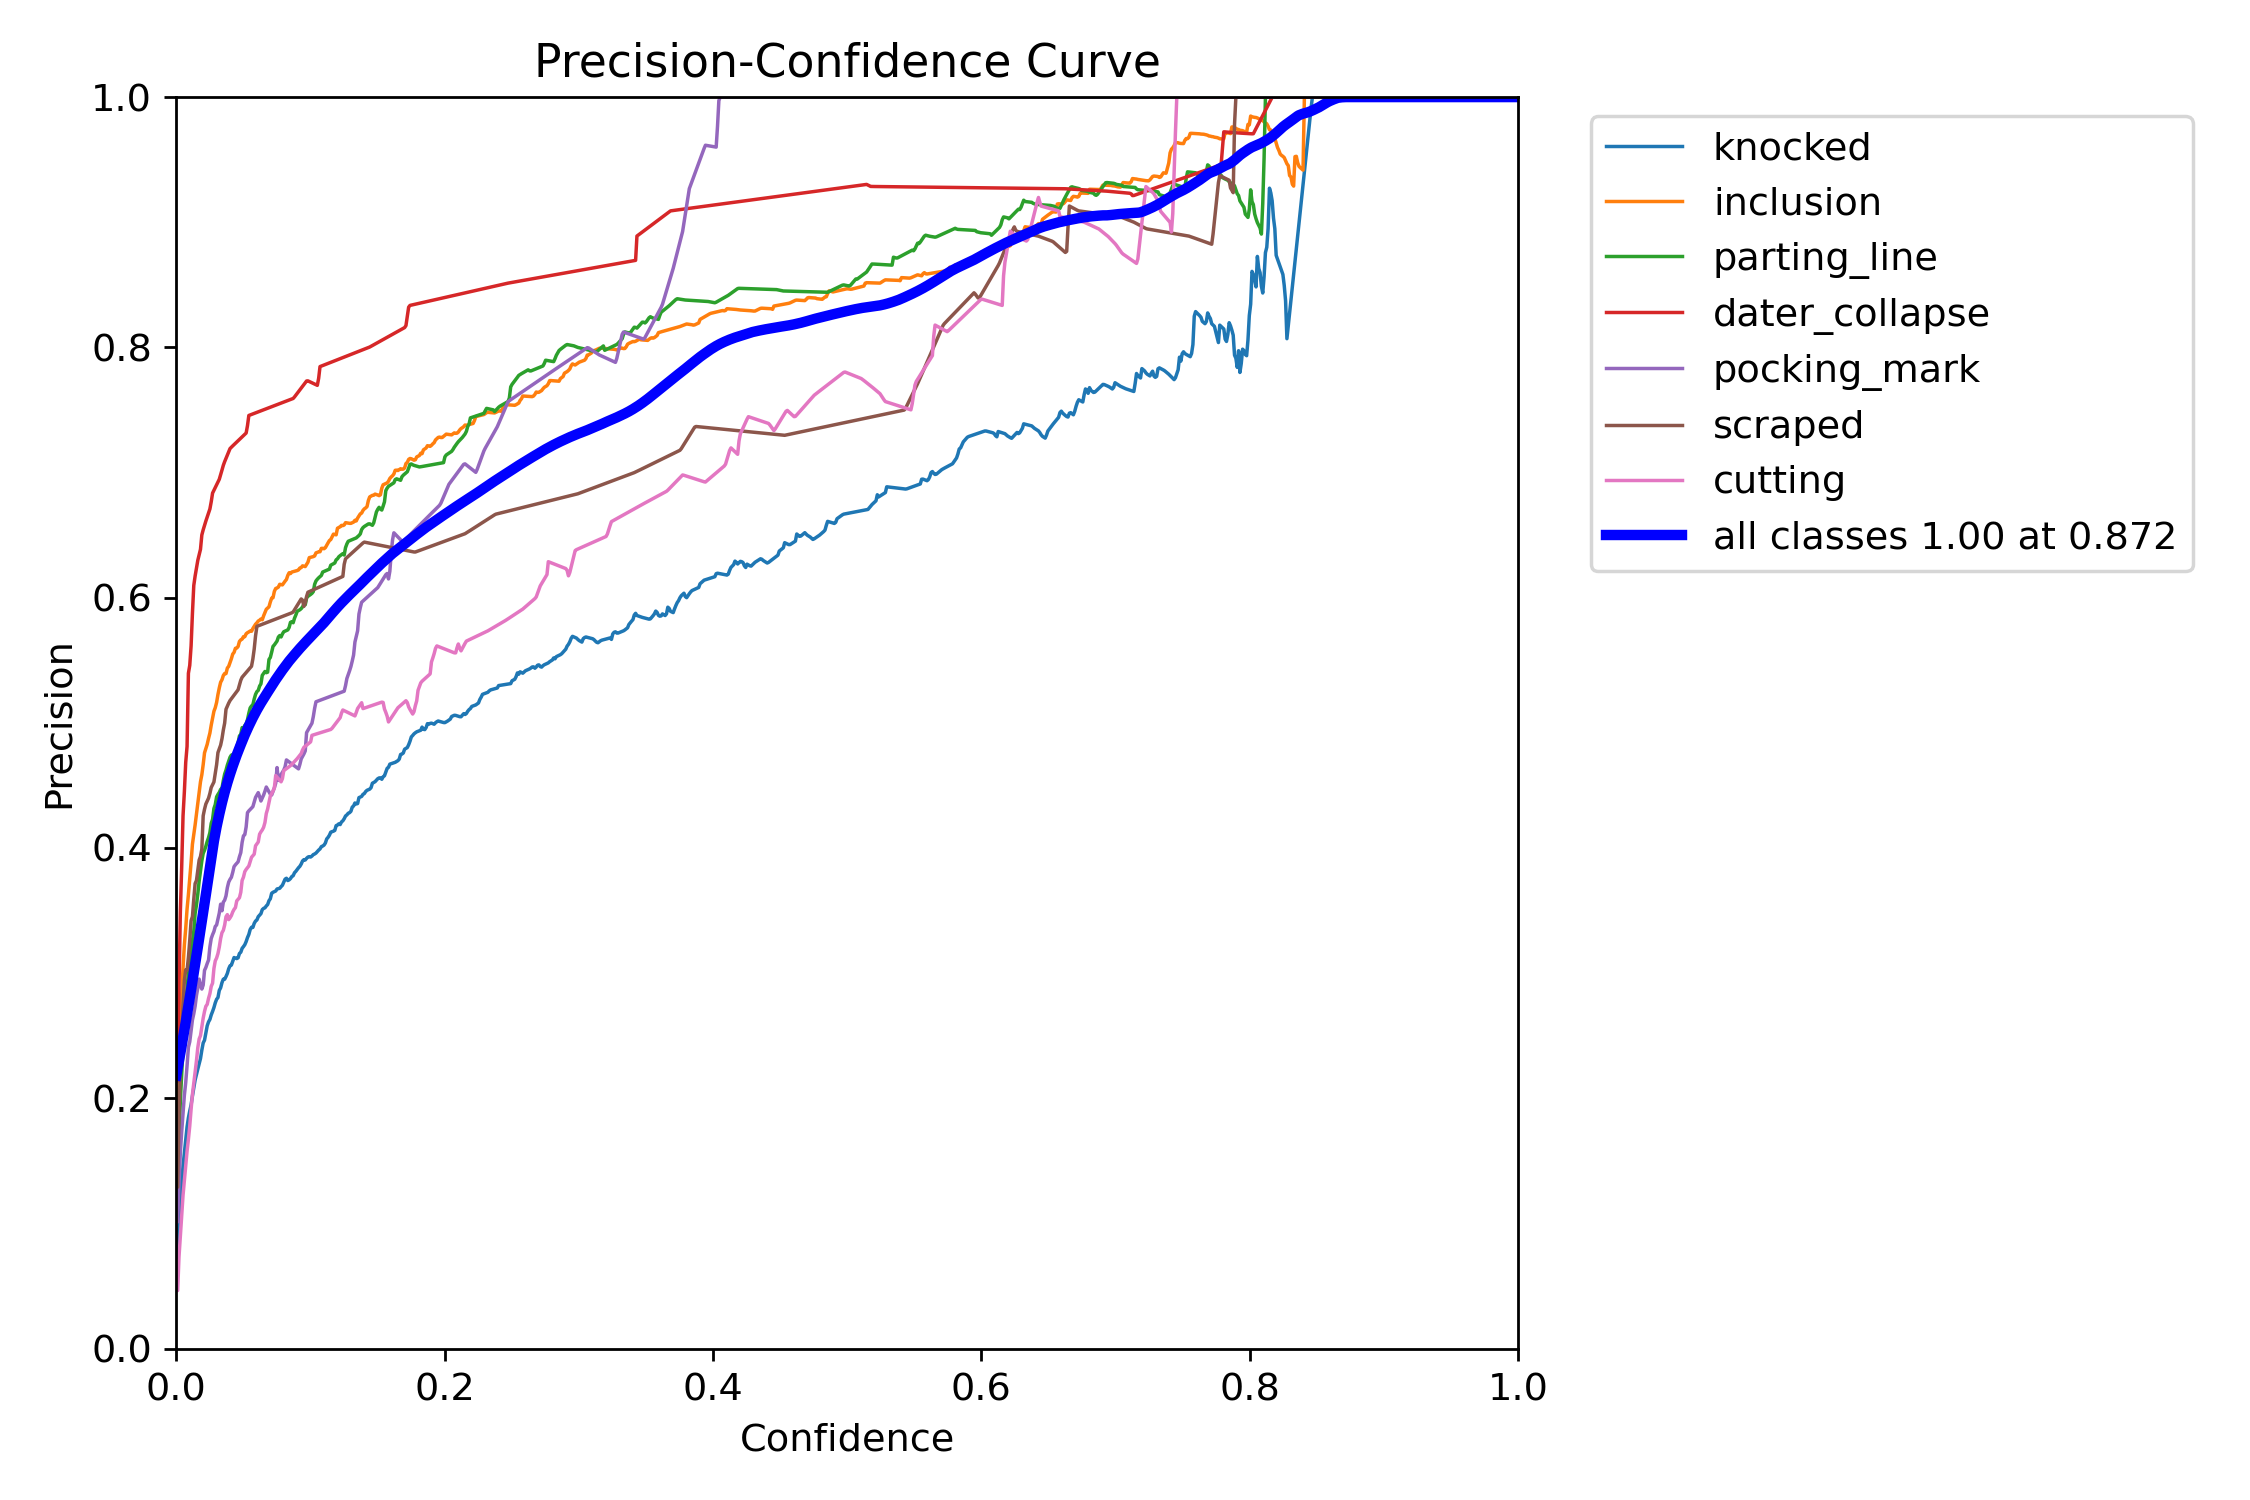 Precision-Confidence Curve
1.0
0.8
0.6
0.4
0.2
0.0
Precision
0.0 0.2 0.4 0.6 0.8 1.0
Confidence
knocked
inclusion
parting_line
dater_collapse
pocking_mark
scraped
cutting
all classes 1.00 at 0.872